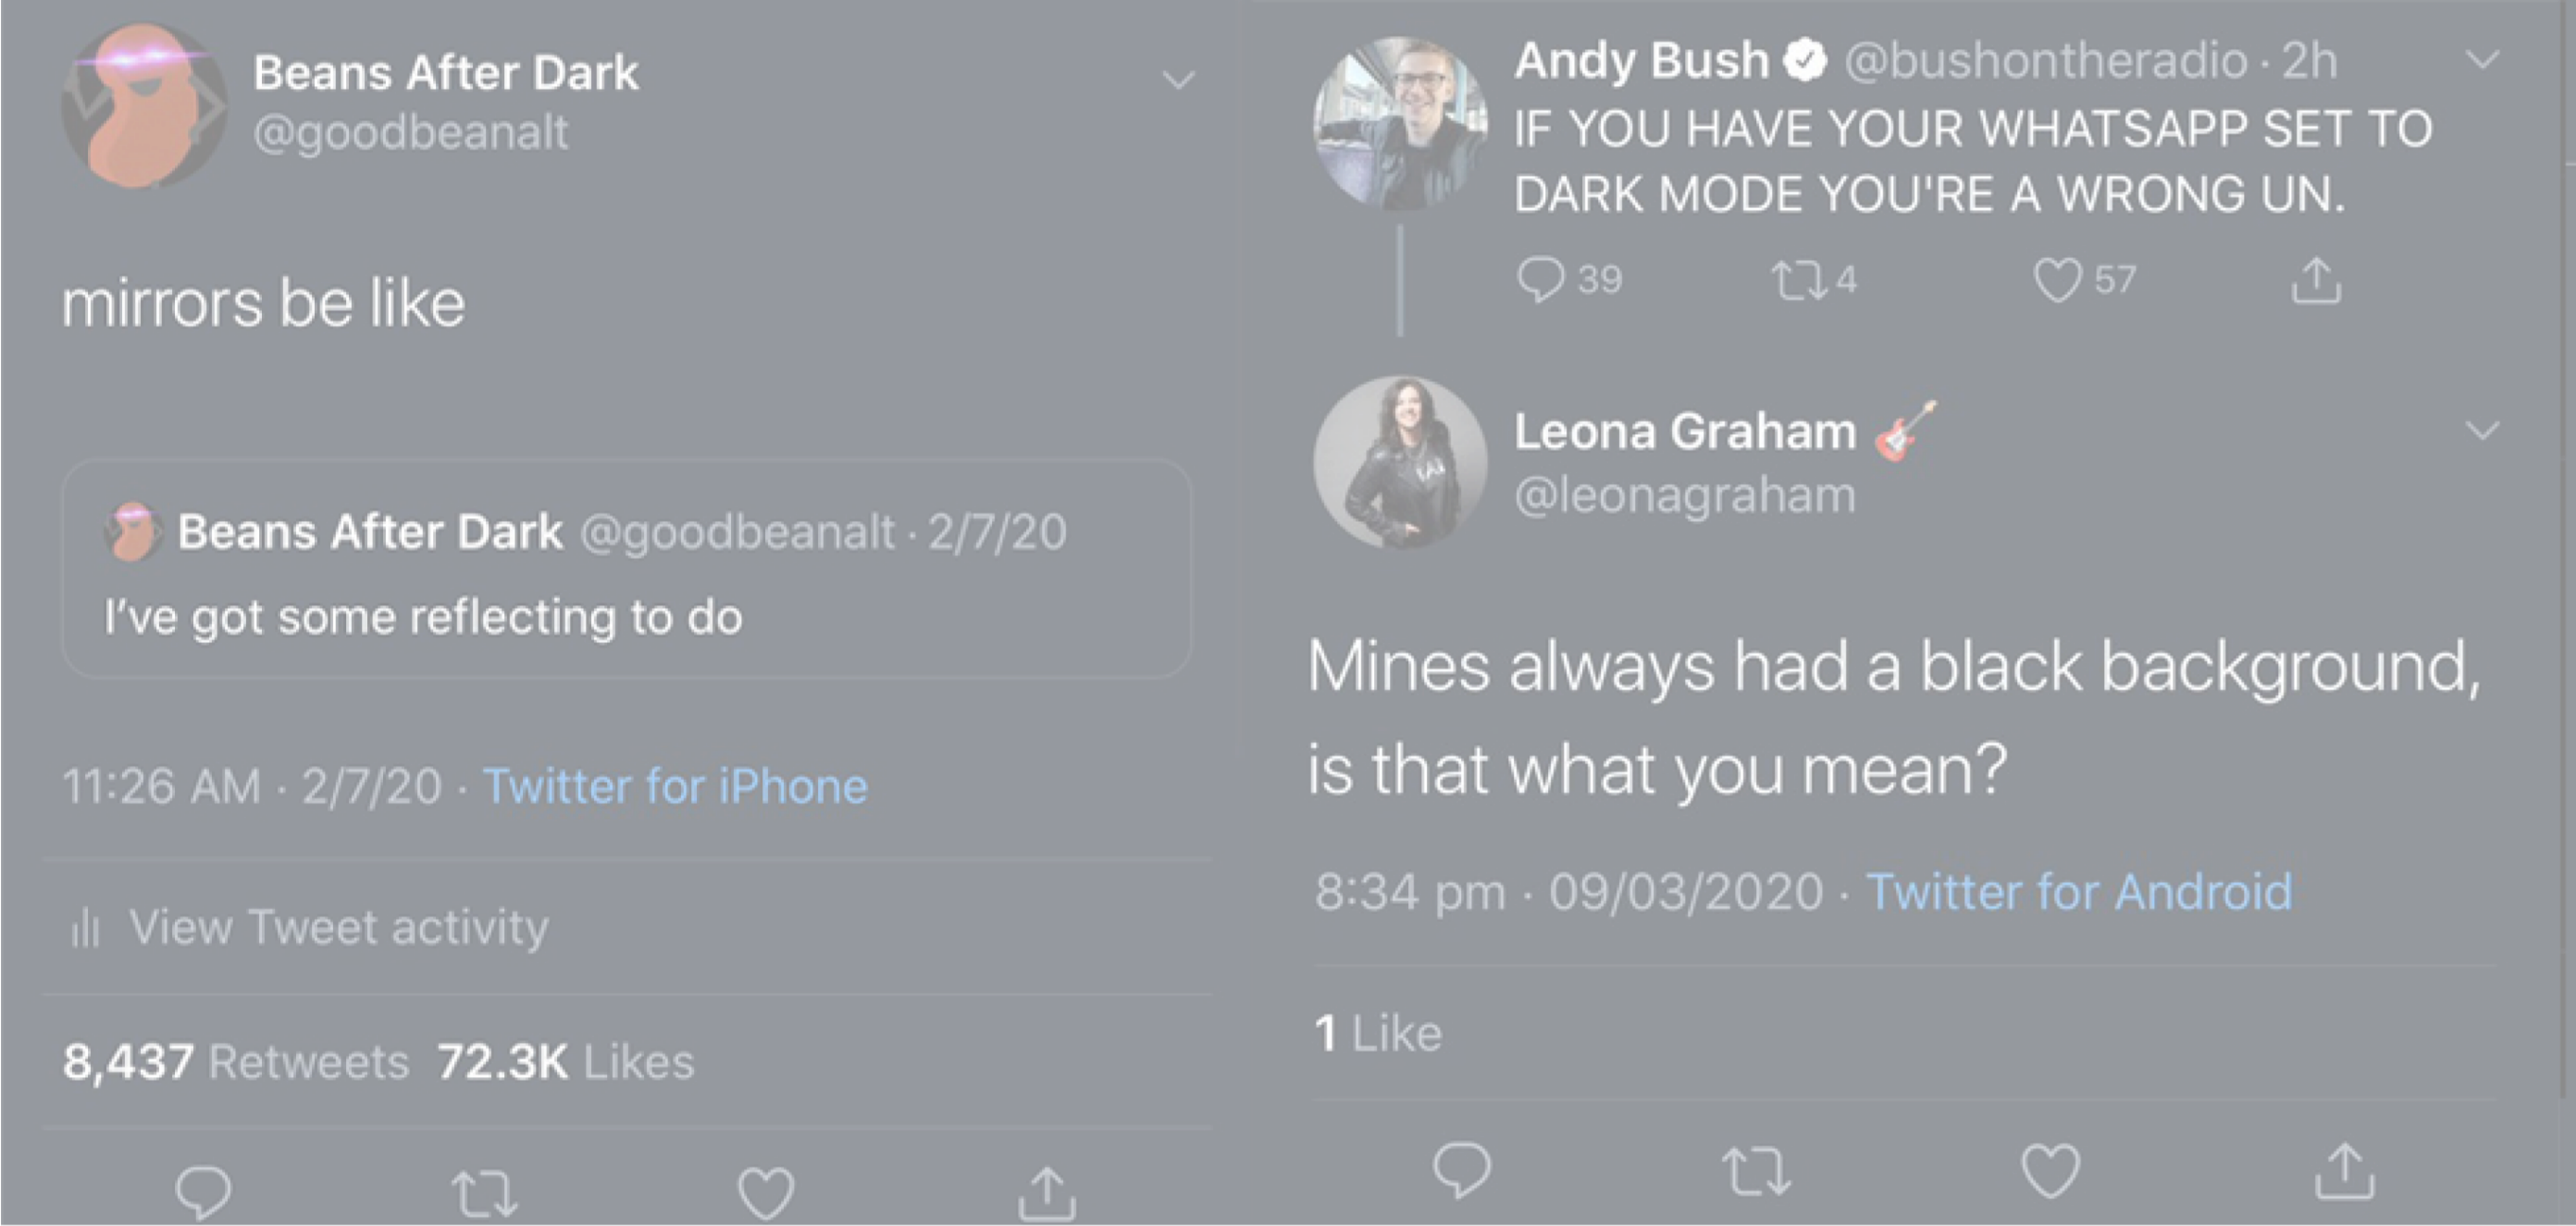 Beans After Dark
@goodbeanalt
mirrors be like
Beans After Dark @goodbeanalt · 2/7/20
I’ve got some reflecting to do
11:26 AM · 2/7/20 · Twitter for iPhone
View Tweet activity
8,437 Retweets 72.3K Likes
Andy Bush @bushontheradio · 2h
IF YOU HAVE YOUR WHATSAPP SET TO
DARK MODE YOU'RE A WRONG UN.
39 4 57
Leona Graham
@leonagraham
Mines always had a black background,
is that what you mean?
8:34 pm · 09/03/2020 · Twitter for Android
1 Like